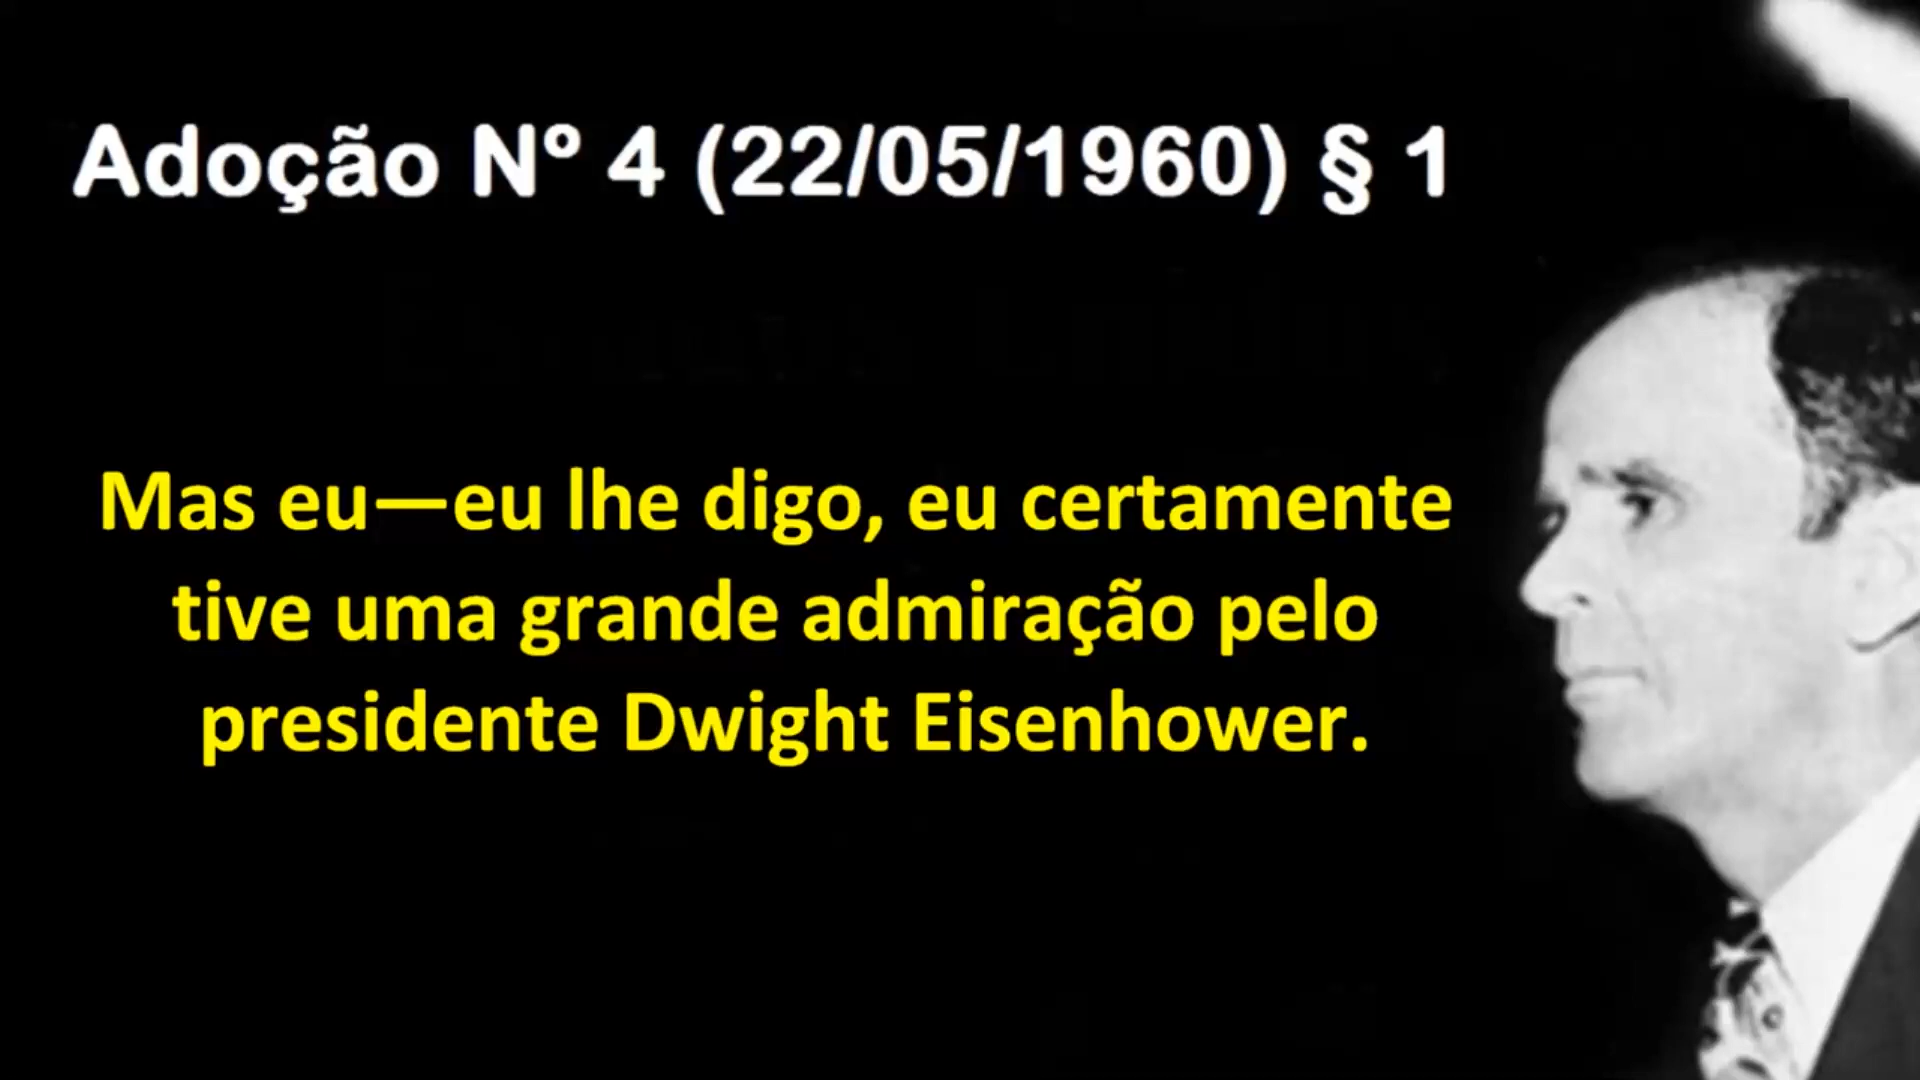 Adoção Nº 4 (22/05/1960) § 1
Mas eu—eu lhe digo, eu certamente
tive uma grande admiração pelo
presidente Dwight Eisenhower.